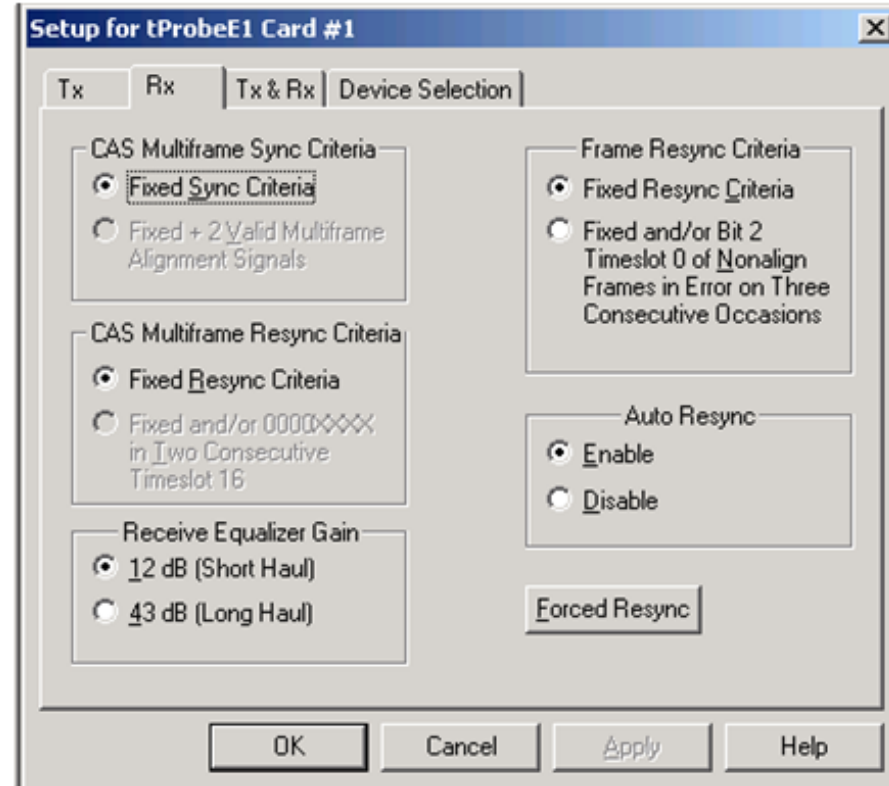 Setup for tProbeE1 Card #1
Tx
Rx
Tx & Rx
Device Selection
CAS Multiframe Sync Criteria
Fixed Sync Criteria
Fixed + 2 Valid Multiframe
Alignment Signals
CAS Multiframe Resync Criteria
Fixed Resync Criteria
Fixed and/or 0000XXXX
in Two Consecutive
Timeslot 16
Receive Equalizer Gain
12 dB (Short Haul)
43 dB (Long Haul)
Frame Resync Criteria
Fixed Resync Criteria
Fixed and/or Bit 2
Timeslot 0 of Nonalign
Frames in Error on Three
Consecutive Occasions
Auto Resync
Enable
Disable
Forced Resync
OK
Cancel
Apply
Help